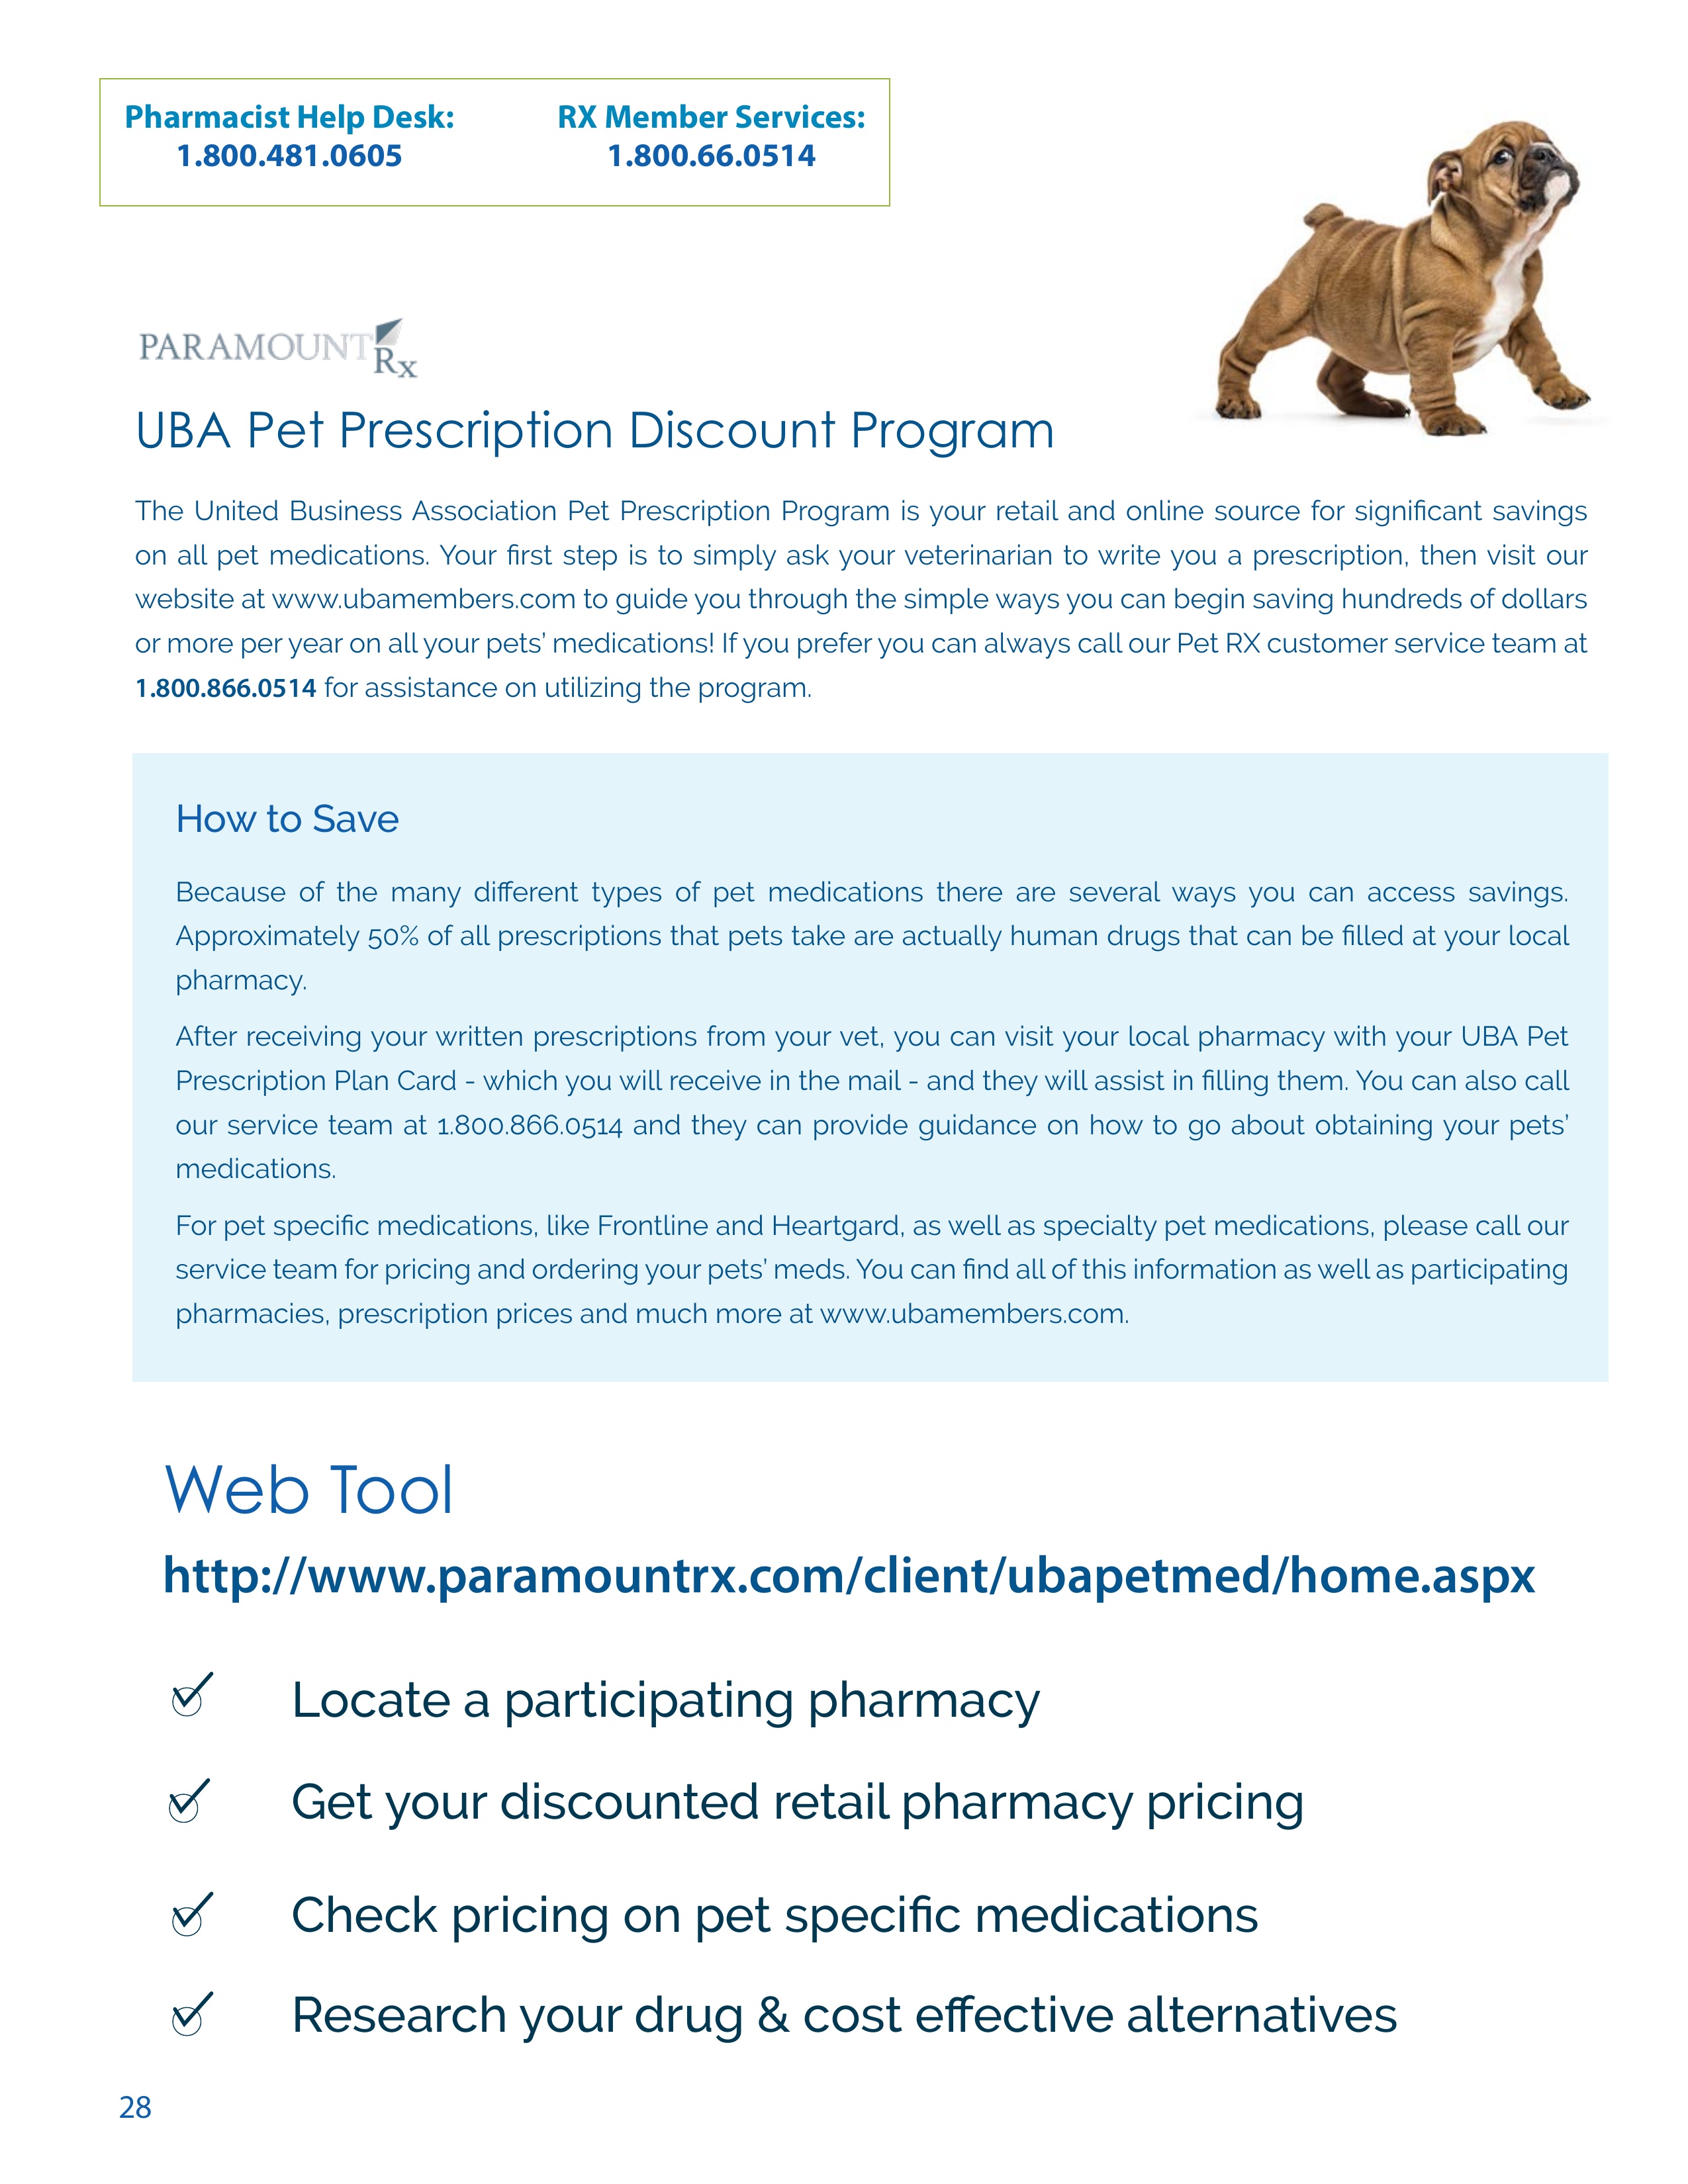 Pharmacist Help Desk:
1.800.481.0605
RX Member Services:
1.800.66.0514
PARAMOUNT Rx
UBA Pet Prescription Discount Program
The United Business Association Pet Prescription Program is your retail and online source for significant savings
on all pet medications. Your first step is to simply ask your veterinarian to write you a prescription, then visit our
website at www.ubamembers.com to guide you through the simple ways you can begin saving hundreds of dollars
or more per year on all your pets’ medications! If you prefer you can always call our Pet RX customer service team at
1.800.866.0514 for assistance on utilizing the program.
How to Save
Because of the many different types of pet medications there are several ways you can access savings.
Approximately 50% of all prescriptions that pets take are actually human drugs that can be filled at your local
pharmacy.
After receiving your written prescriptions from your vet, you can visit your local pharmacy with your UBA Pet
Prescription Plan Card - which you will receive in the mail - and they will assist in filling them. You can also call
our service team at 1.800.866.0514 and they can provide guidance on how to go about obtaining your pets’
medications.
For pet specific medications, like Frontline and Heartgard, as well as specialty pet medications, please call our
service team for pricing and ordering your pets’ meds. You can find all of this information as well as participating
pharmacies, prescription prices and much more at www.ubamembers.com.
Web Tool
http://www.paramountrx.com/client/ubapetmed/home.aspx
Locate a participating pharmacy
Get your discounted retail pharmacy pricing
Check pricing on pet specific medications
Research your drug & cost effective alternatives
28